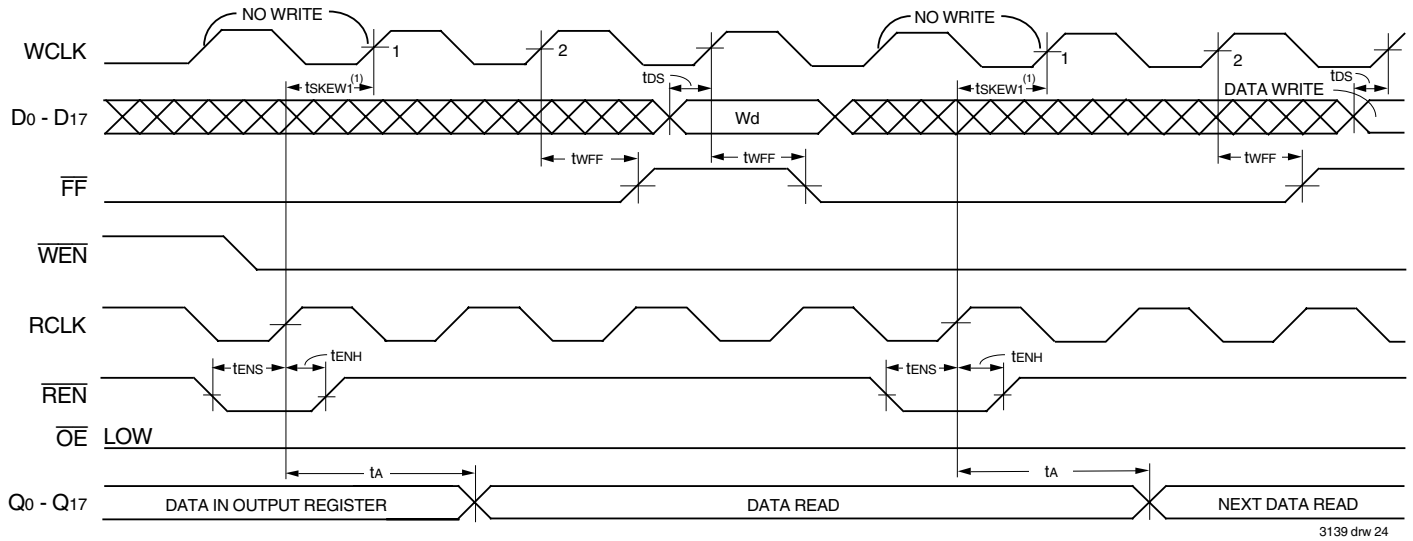 NO WRITE NO WRITE
WCLK 1 2 1 2
tSKEW1(1) tDS tSKEW1(1) tDS
DATA WRITE
D0 - D17 Wd
tWFF tWFF tWFF
FF
WEN
RCLK
tENS tENH tENS tENH
REN
OE LOW
tA tA
Q0 - Q17 DATA IN OUTPUT REGISTER DATA READ NEXT DATA READ
3139 drw 24